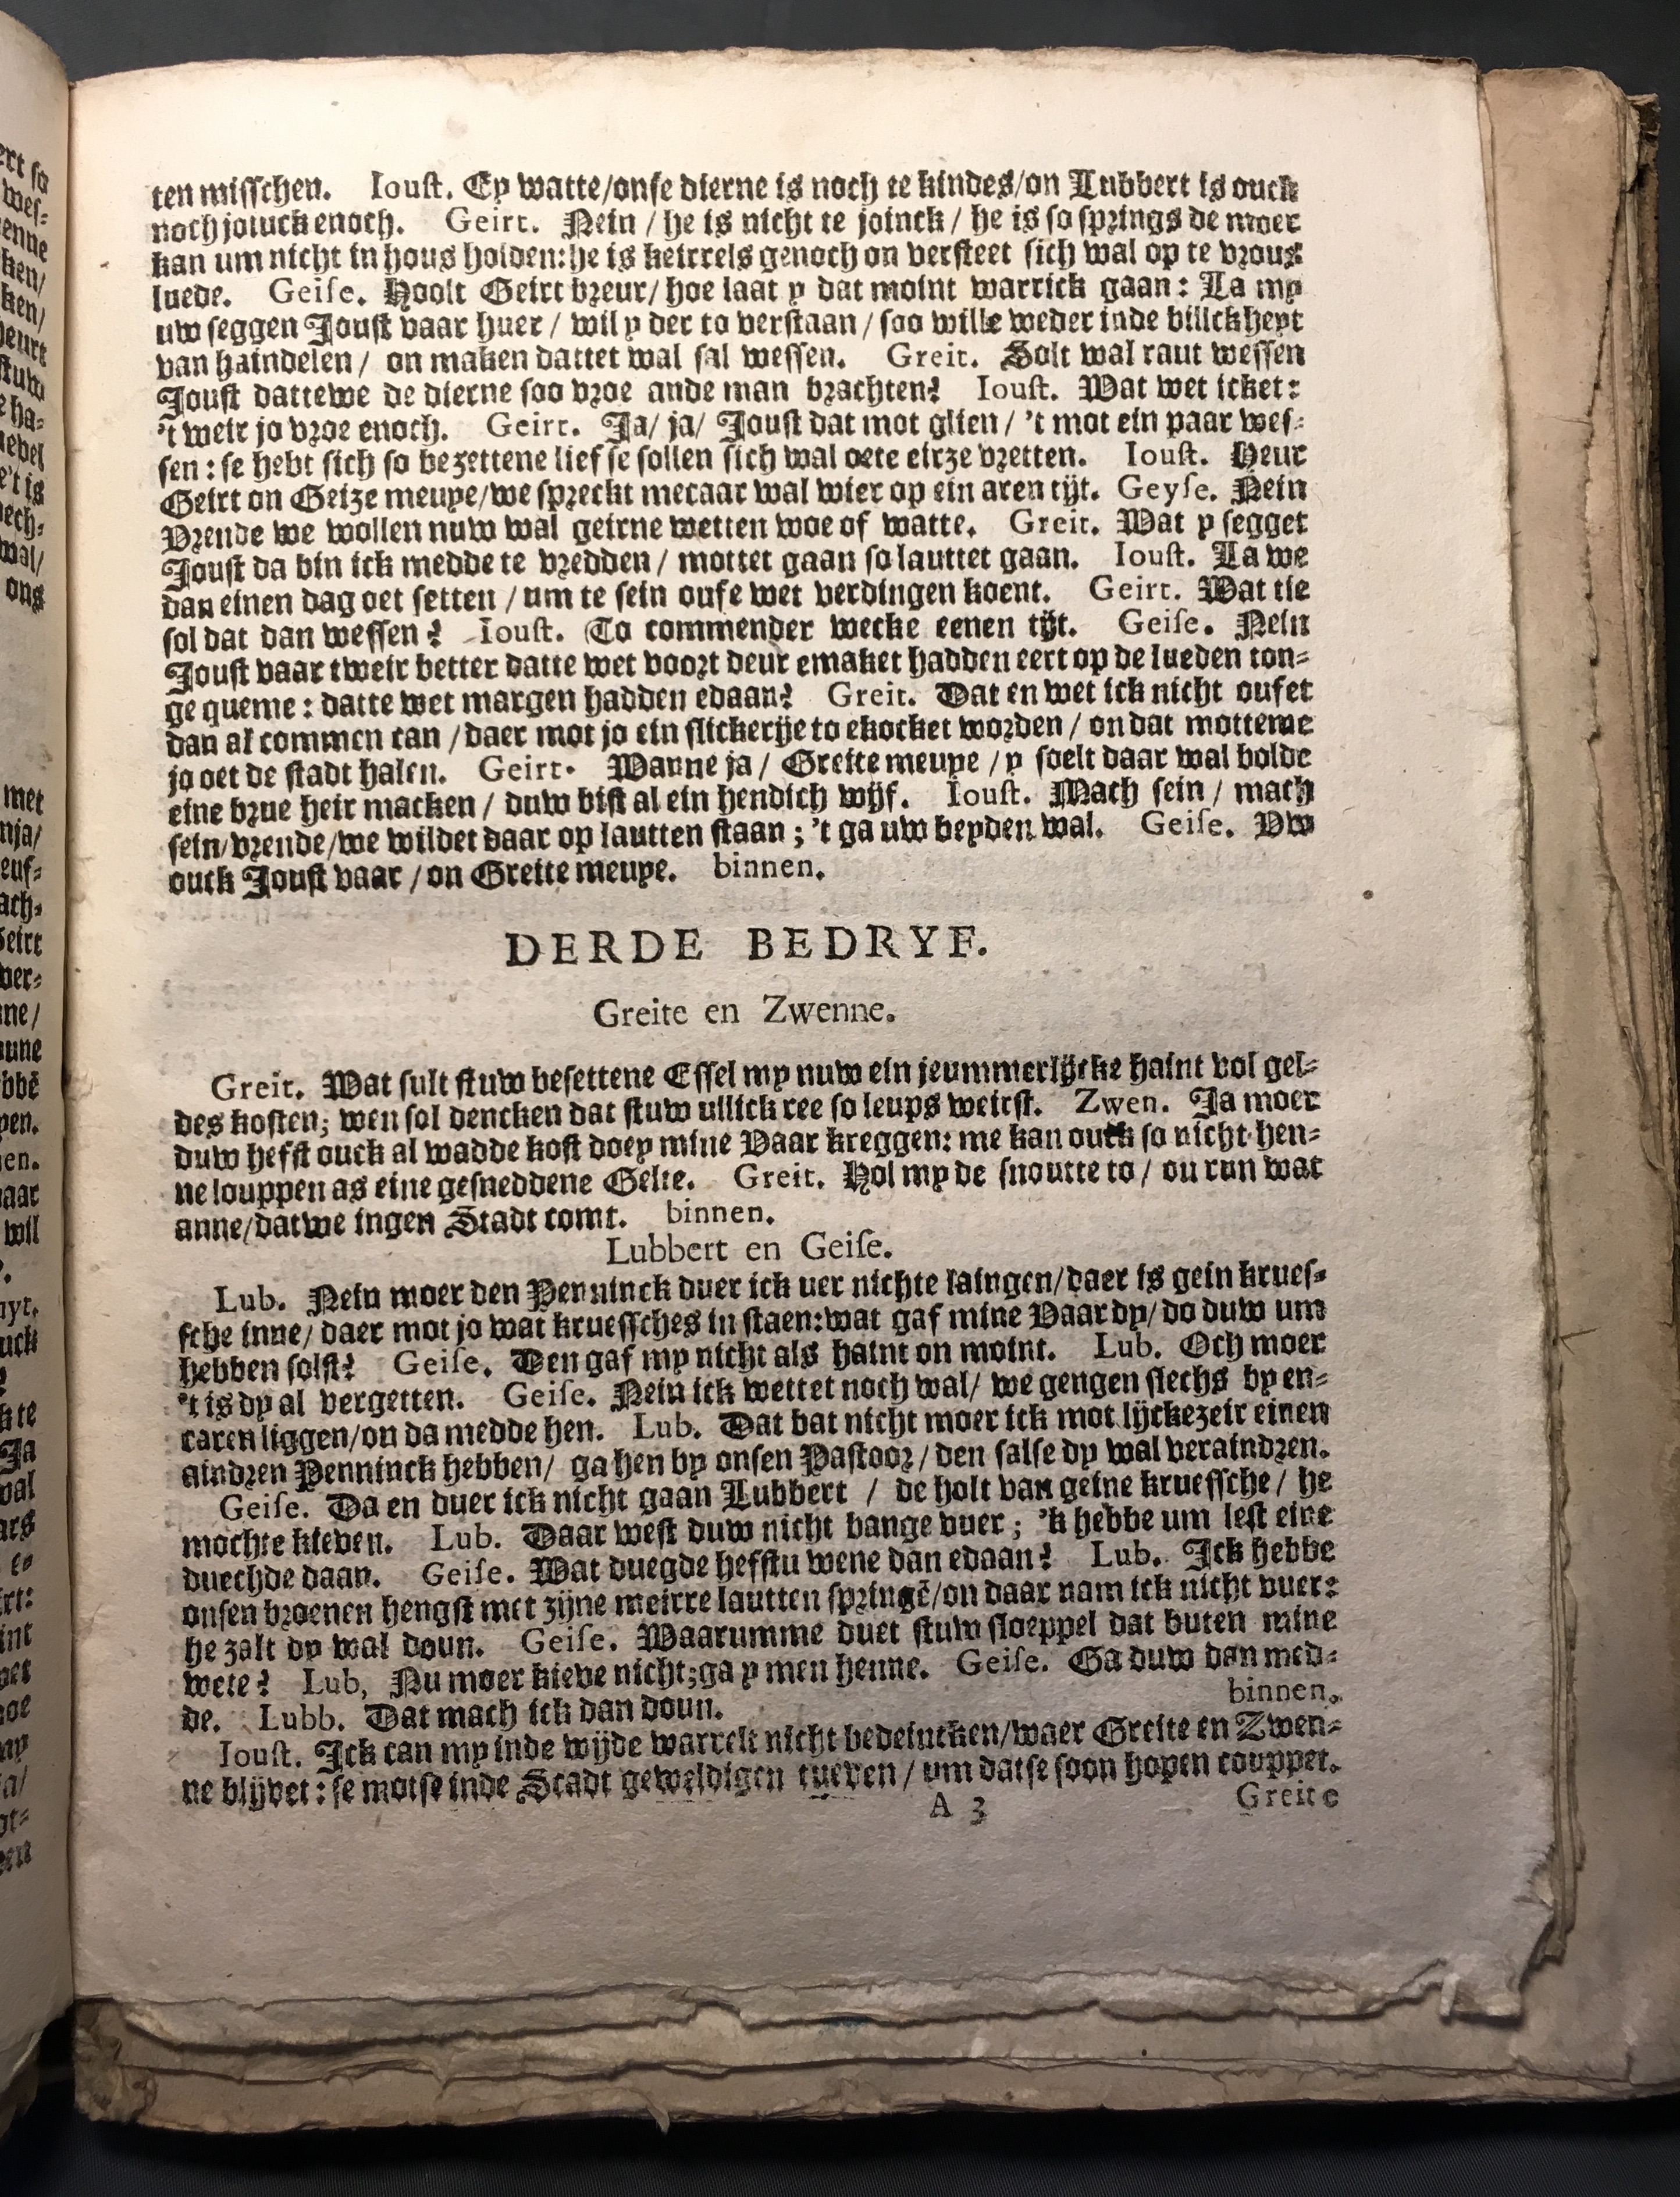 ten misschen. Ioust. Ey watte/onse dierne is noch te kindes/on Lubbert is ouck
noch joiuck enoch. Geirt. Nein / he is nicht te joinck / he is so springs de moer
kan um nicht in hous holden: he is keirrels genoch on versteet sich wal op te vrous
luede. Geise. Hoolt Geirt breur/ hoe laat y dat moint warrick gaan: La my
uw seggen Joust vaar huer / wil y der to verstaan / soo wille weder inde billckheyt
van haindelen / on maken dattet wal sal wessen. Greit. Solt wal raut wessen
Joust dattewe de dierne soo vroe ande man brachten? Ioust. Wat wet icket:
't weir jo vroe enoch. Geirt. Ja/ ja/ Joust dat mot glien / 't mot ein paar wes-
sen: se hebt sich so bezettene lief se sollen sich wal oete eirze vretten. Ioust. Heur
Geirt on Geize meuye/we spreckt mecaar wal wier op ein aren tijt. Geyse. Nein
Vrende we wollen nuw wal geirne wetten woe of watte. Greit. Wat y segget
Joust da bin ick medde te vredden / mottet gaan so lauttet gaan. Ioust. La we
dan einen dag oet setten / um te sein oufe wet verdingen koent. Geirt. Wat tie
sol dat dan wessen? Ioust. To commender wecke eenen tijt. Geise. Nein
Joust vaar tweir better datte wet voort deur emaket hadden eert op de lueden ton-
ge queme: datte wet margen hadden edaan? Greit. Dat en wet ick nicht oufet
dan al commen can / daer mot jo ein slickerije to ekocket worden / on dat motteme
jo oet de stadt halen. Geirt. Wanne ja / Greite meuye / y soelt daar wal bolde
eine brue heir macken / duw bist al ein hendich wijf. Ioust. Mach sein / mach
sein/vrende/we wildet daar op lautten staan; 't ga uw beyden wal. Geise. Vw
ouck Joust vaar / on Greite meuye. binnen.
DERDE BEDRYF.
Greite en Zwenne.
Greit. Wat sult stuw besettene Essel my nuw ein jeummerlijcke haint vol gel-
des kosten; wen sol dencken dat stuw ullick ree so leups weirst. Zwen. Ja moer
duw hefst ouck al wadde kost doey mine Vaar kreggen: me kan ouck so nicht hen-
ne louppen as eine gesneddene Gelte. Greit. Hol my de snoutte to / ou run wat
anne/datwe ingen Stadt comt. binnen.
Lubbert en Geise.
Lub. Nein moer den Penninck duer ick uer nichte laingen/daer is gein krues-
sche inne/ daer mot jo wat kruessches in staen: wat gaf mine Vaar dy/ do duw um
hebben solst? Geise. Den gaf my nicht als haint on moint. Lub. Och moer
't is dy al vergetten. Geise. Nein ick wettet noch wal/ we gengen slechs by en-
caren liggen/on da medde hen. Lub. Dat bat nicht moer ick mot lijckezeir einen
aindren Penninck hebben/ ga hen by onsen Pastoor/ den salse dy wal veraindren.
Geise. Da en duer ick nicht gaan Lubbert / de holt van geine kruessche/ he
mochte kieven. Lub. Daar west duw nicht bange vuer; 'k hebbe um lest eine
duechde daan. Geise. Wat duegde hefftu wene dan edaan? Lub. Ick hebbe
onsen broenen hengst met zijne meirre lautten springē/on daar nam ick nicht vuer:
he zalt dy wal doun. Geise. Waarumme duet stuw sloeppel dat buten mine
wete? Lub, Nu moer kieve nicht; ga y men henne. Geise. Ga duw dan med-
de. Lubb. Dat mach ick dan doun. binnen.
Ioust. Ick can my inde wijde warrelt nicht bedeincken/waer Greite en Zwen-
ne blijvet: se motse inde Stadt geweldigen tueven / um datse soon hopen couppet.
A 3 Greite